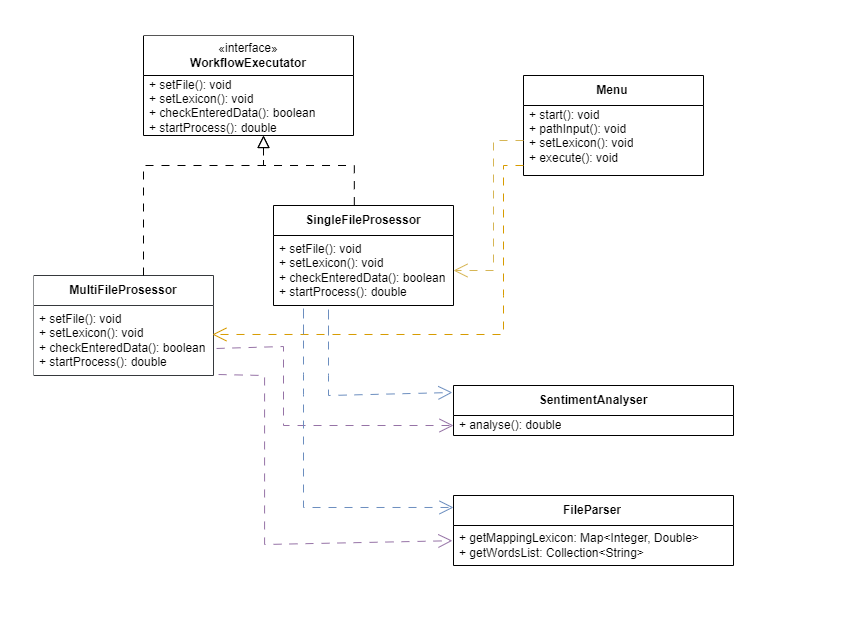 «interface»
WorkflowExecutator
+ setFile(): void
+ setLexicon(): void
+ checkEnteredData(): boolean
+ startProcess(): double
Menu
+ start(): void
+ pathInput(): void
+ setLexicon(): void
+ execute(): void
SingleFileProsessor
+ setFile(): void
+ setLexicon(): void
+ checkEnteredData(): boolean
+ startProcess(): double
MultiFileProsessor
+ setFile(): void
+ setLexicon(): void
+ checkEnteredData(): boolean
+ startProcess(): double
SentimentAnalyser
+ analyse(): double
FileParser
+ getMappingLexicon: Map<Integer, Double>
+ getWordsList: Collection<String>